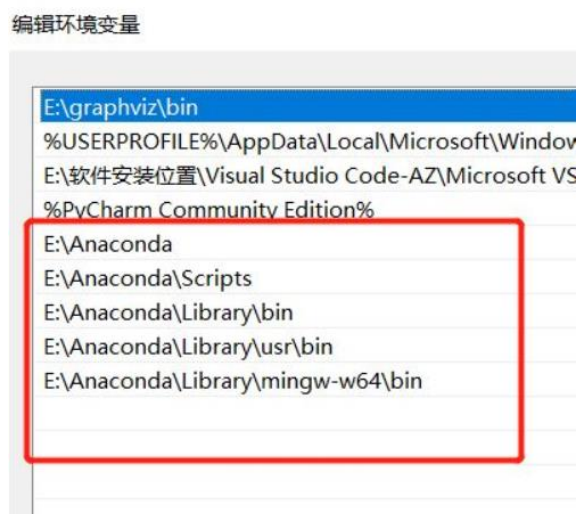 编辑环境变量
E:\graphviz\bin
%USERPROFILE%\AppData\Local\Microsoft\Window
E:\软件安装位置\Visual Studio Code-AZ\Microsoft VS
%PyCharm Community Edition%
E:\Anaconda
E:\Anaconda\Scripts
E:\Anaconda\Library\bin
E:\Anaconda\Library\usr\bin
E:\Anaconda\Library\mingw-w64\bin